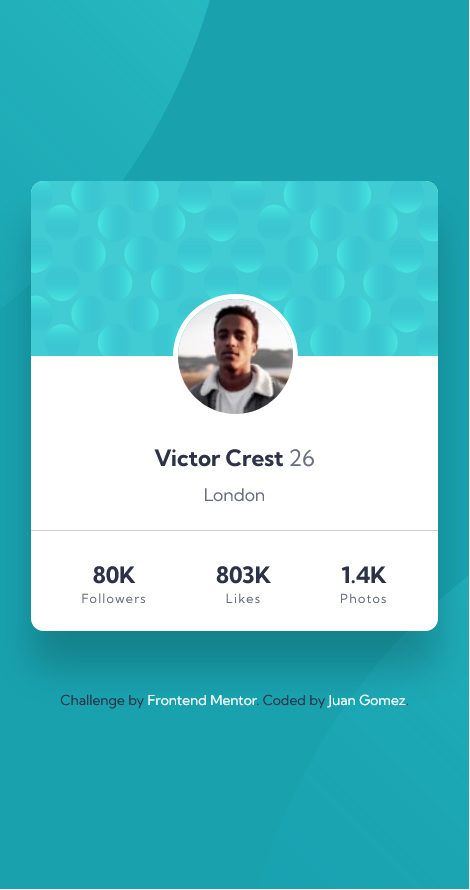 Victor Crest 26
London
80K 803K 1.4K
Followers Likes Photos
Challenge by Frontend Mentor. Coded by Juan Gomez.